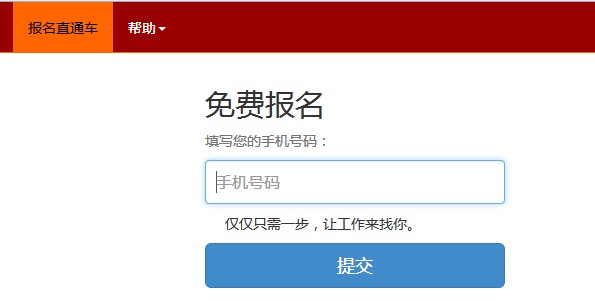 报名直通车 帮助
免费报名
填写您的手机号码：
手机号码
仅仅只需一步，让工作来找你。
提交